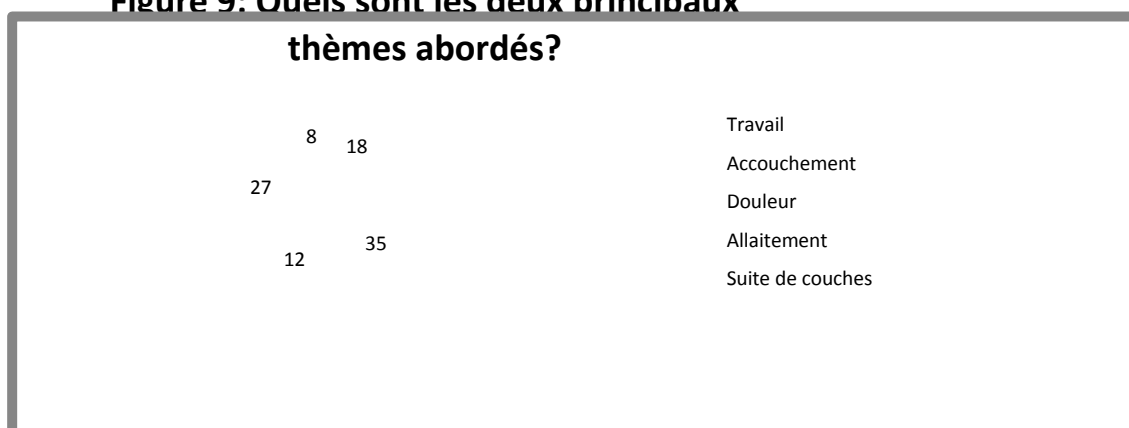 Figure 9: Quels sont les deux principaux
thèmes abordés?
8
18
27
35
12
Travail
Accouchement
Douleur
Allaitement
Suite de couches